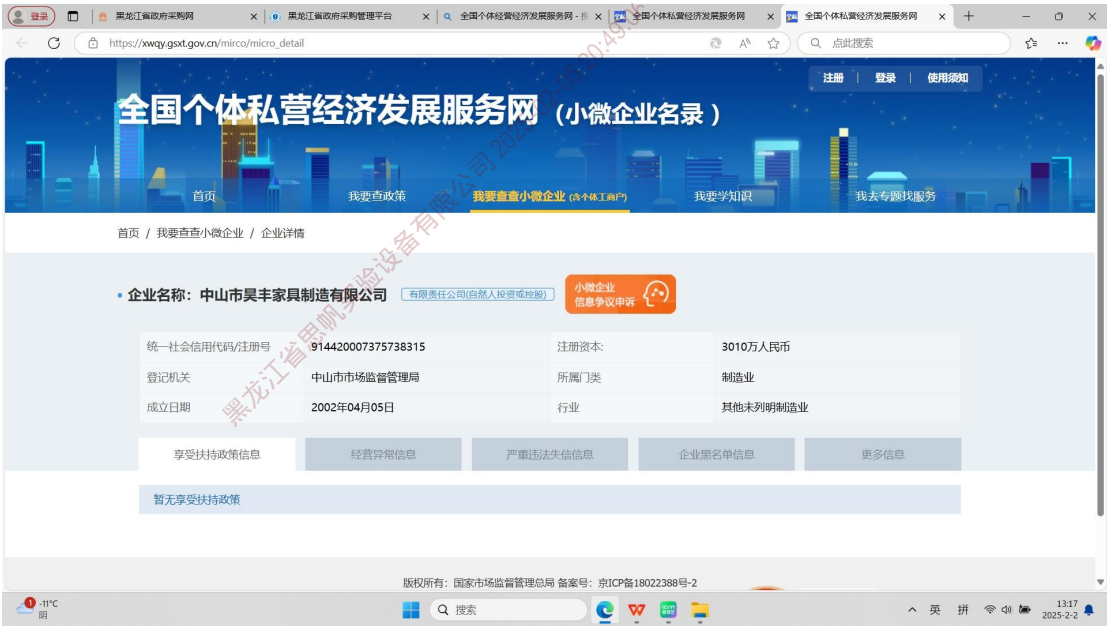 登录
黑龙江省政府采购网
黑龙江省政府采购管理平台
全国个体经营经济发展服务网 -
全国个体私营经济发展服务网
全国个体私营经济发展服务网
https://xwqy.gsxt.gov.cn/mirco/micro_detail
点此搜索
注册 | 登录 | 使用须知
全国个体私营经济发展服务网（小微企业名录 ）
首页
我要查政策
我要查查小微企业 (含个体工商户)
我要学知识
我去专题找服务
首页 / 我要查查小微企业 / 企业详情
企业名称：中山市昊丰家具制造有限公司
有限责任公司(自然人投资或控股)
小微企业
信息争议申诉
统一社会信用代码/注册号 914420007375738315 注册资本: 3010万人民币
登记机关 中山市市场监督管理局 所属门类 制造业
成立日期 2002年04月05日 行业 其他未列明制造业
享受扶持政策信息
经营异常信息
严重违法失信信息
企业黑名单信息
更多信息
暂无享受扶持政策
版权所有：国家市场监督管理总局 备案号：京ICP备18022388号-2
黑龙江省思帆实验设备有限公司
1
-11°C
阴
搜索
英
拼
13:17
2025-2-2